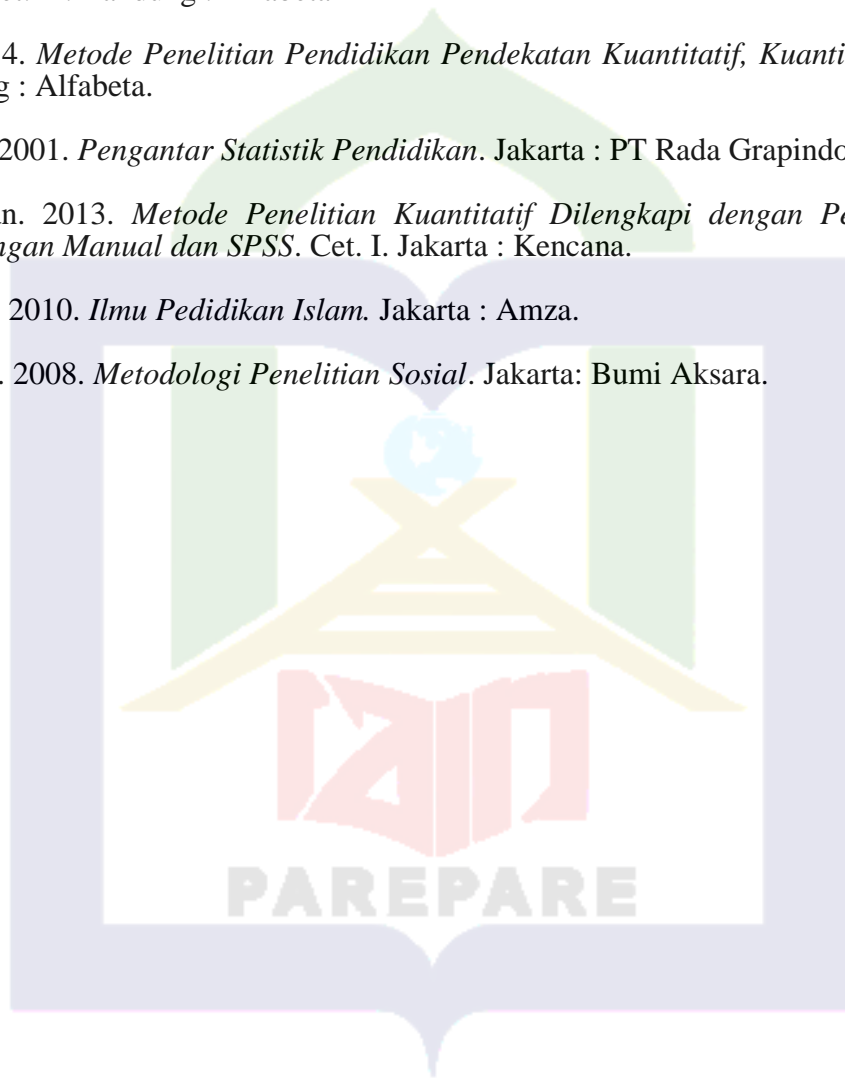 4. Metode Penelitian Pendidikan Pendekatan Kuantitatif, Kuanti
g : Alfabeta.
2001. Pengantar Statistik Pendidikan. Jakarta : PT Rada Grapindo
n. 2013. Metode Penelitian Kuantitatif Dilengkapi dengan Pe
ngan Manual dan SPSS. Cet. I. Jakarta : Kencana.
2010. Ilmu Pedidikan Islam. Jakarta : Amza.
. 2008. Metodologi Penelitian Sosial. Jakarta: Bumi Aksara.
iain
PAREPARE